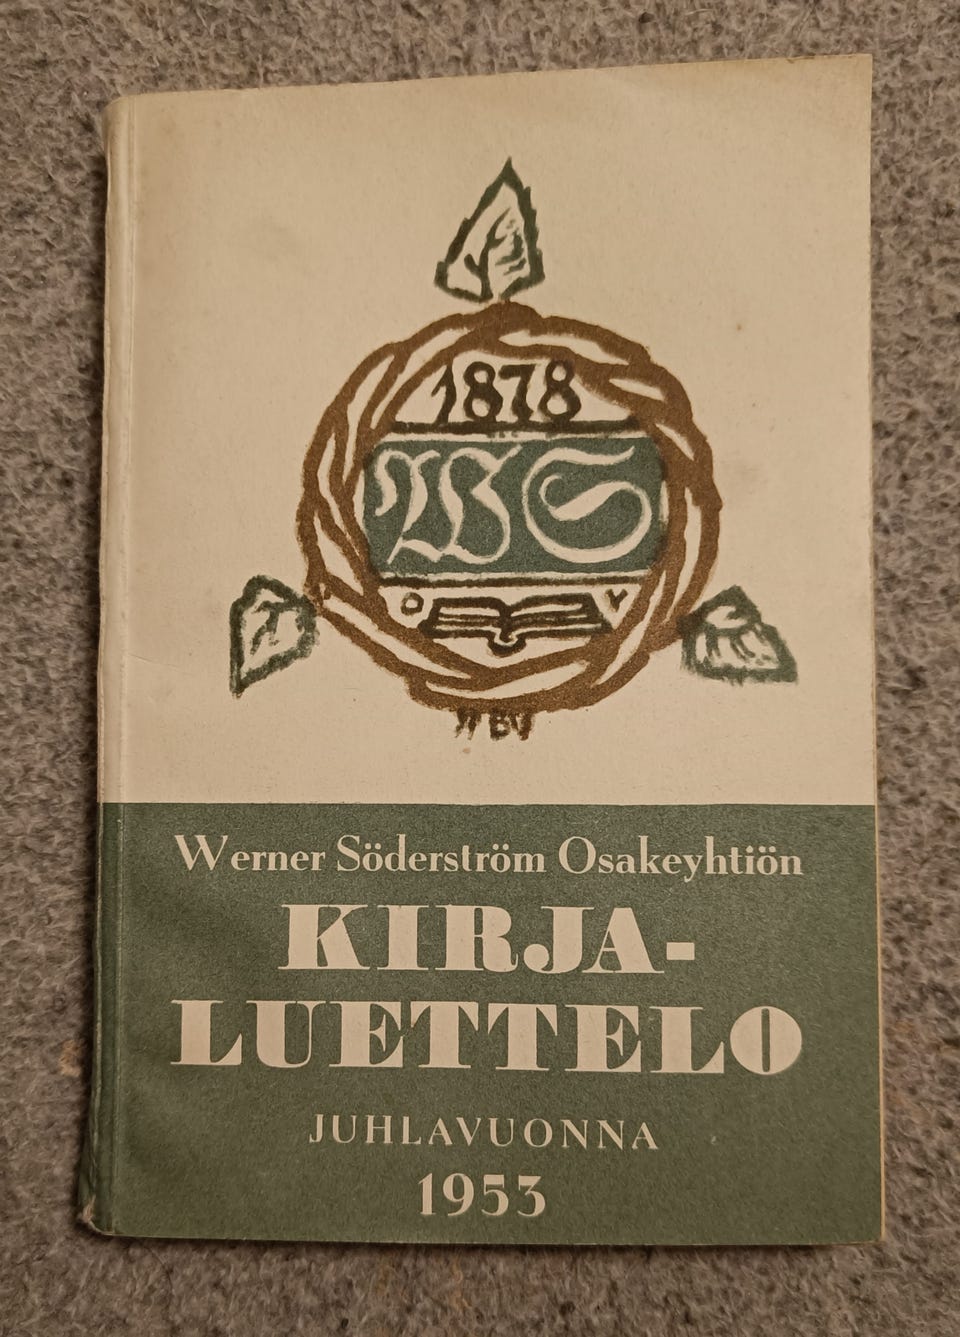 1878
WS
O Y
Werner Söderström Osakeyhtiön
KIRJA-
LUETTELO
JUHLAVUONNA
1953